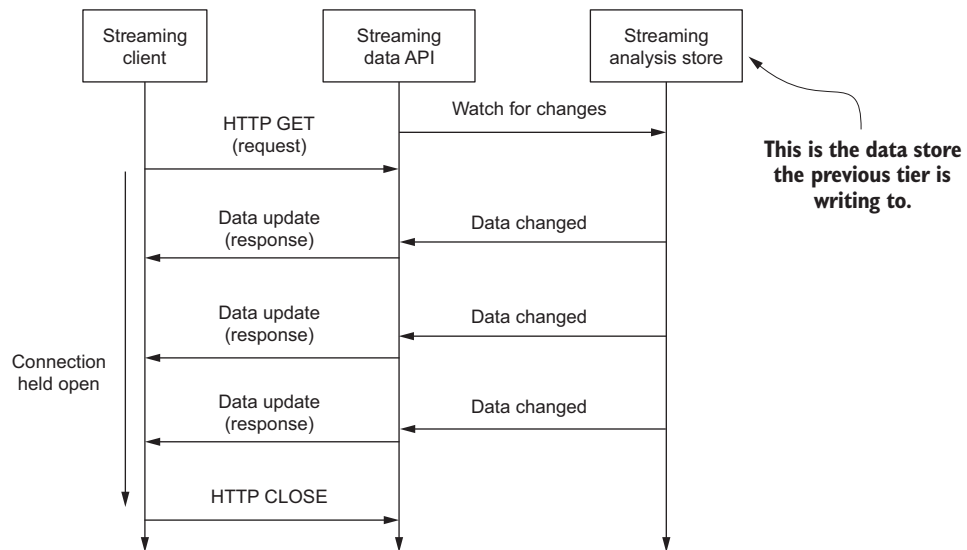 Streaming
client
Streaming
data API
Streaming
analysis store
HTTP GET
(request)
Watch for changes
This is the data store
the previous tier is
writing to.
Data update
(response)
Data changed
Data update
(response)
Data changed
Connection
held open
Data update
(response)
Data changed
HTTP CLOSE